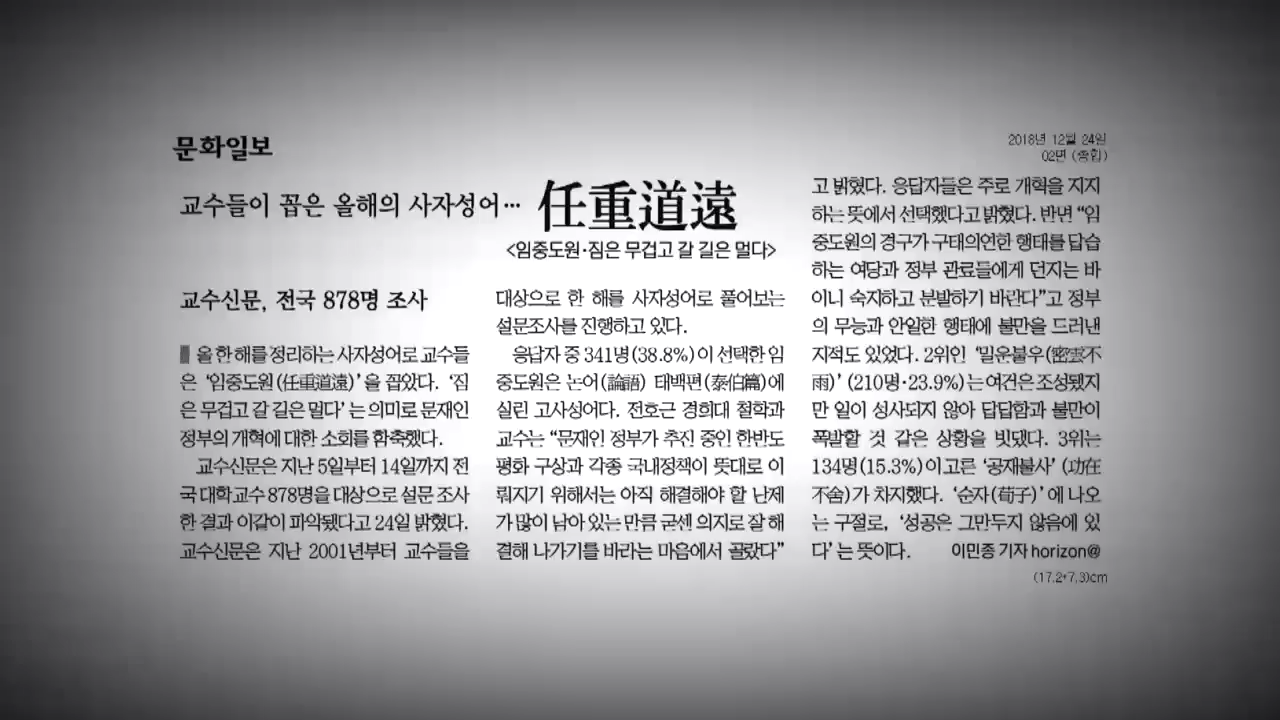 문화일보
2018년 12월 24일
02면 (종합)
교수들이 꼽은 올해의 사자성어… 任重道遠
<임중도원·짐은 무겁고 갈 길은 멀다>
교수신문, 전국 878명 조사
올 한 해를 정리하는 사자성어로 교수들
은 ‘임중도원(任重道遠)’을 꼽았다. ‘짐
은 무겁고 갈 길은 멀다’는 의미로 문재인
정부의 개혁에 대한 소회를 함축했다.
교수신문은 지난 5일부터 14일까지 전
국 대학교수 878명을 대상으로 설문 조사
한 결과 이같이 파악됐다고 24일 밝혔다.
교수신문은 지난 2001년부터 교수들을
대상으로 한 해를 사자성어로 풀어보는
설문조사를 진행하고 있다.
응답자 중 341명(38.8%)이 선택한 임
중도원은 논어(論語) 태백편(泰伯篇)에
실린 고사성어다. 전호근 경희대 철학과
교수는 “문재인 정부가 추진 중인 한반도
평화 구상과 각종 국내정책이 뜻대로 이
뤄지기 위해서는 아직 해결해야 할 난제
가 많이 남아 있는 만큼 굳센 의지로 잘 해
결해 나가기를 바라는 마음에서 골랐다”
고 밝혔다. 응답자들은 주로 개혁을 지지
하는 뜻에서 선택했다고 밝혔다. 반면 “임
중도원의 경구가 구태의연한 행태를 답습
하는 여당과 정부 관료들에게 던지는 바
이니 숙지하고 분발하기 바란다”고 정부
의 무능과 안일한 행태에 불만을 드러낸
지적도 있었다. 2위인 ‘밀운불우(密雲不
雨)’(210명·23.9%)는 여건은 조성됐지
만 일이 성사되지 않아 답답함과 불만이
폭발할 것 같은 상황을 빗댔다. 3위는
134명(15.3%)이 고른 ‘공재불사’(功在
不舍)가 차지했다. ‘순자(荀子)’에 나오
는 구절로, ‘성공은 그만두지 않음에 있
다’는 뜻이다. 이민종 기자 horizon@
(17.2*7.3)cm